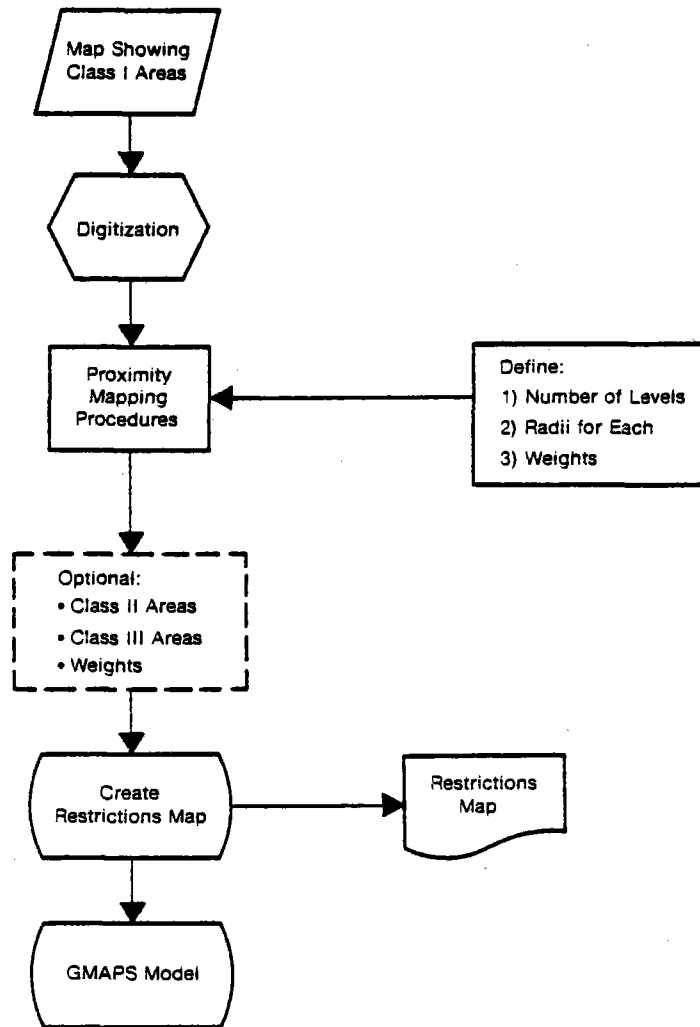 Map Showing
Class I Areas
Digitization
Proximity
Mapping
Procedures
Define:
1) Number of Levels
2) Radii for Each
3) Weights
Optional:
• Class II Areas
• Class III Areas
• Weights
Create
Restrictions Map
Restrictions
Map
GMAPS Model